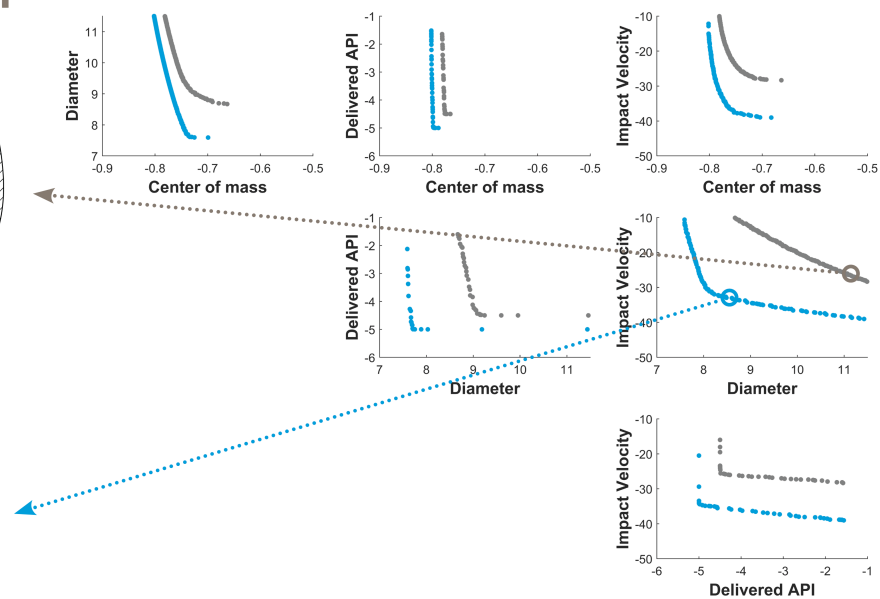 11
10
9
8
7
Diameter
-0.9 -0.8 -0.7 -0.6 -0.5
Center of mass
-1
-2
-3
-4
-5
-6
Delivered API
-0.9 -0.8 -0.7 -0.6 -0.5
Center of mass
-10
-20
-30
-40
-50
Impact Velocity
-0.9 -0.8 -0.7 -0.6 -0.5
Center of mass
-1
-2
-3
-4
-5
-6
Delivered API
7 8 9 10 11
Diameter
-10
-20
-30
-40
-50
Impact Velocity
7 8 9 10 11
Diameter
-10
-20
-30
-40
-50
Impact Velocity
-6 -5 -4 -3 -2 -1
Delivered API